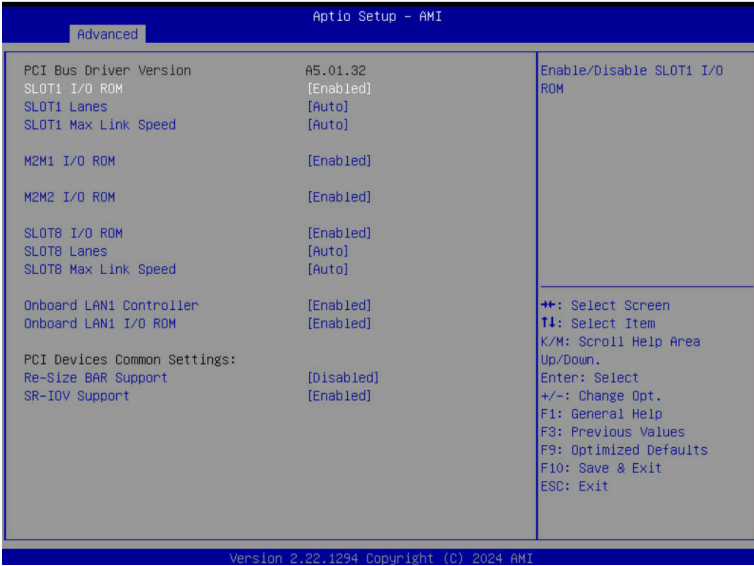 Aptio Setup – AMI
Advanced
PCI Bus Driver Version A5.01.32
SLOT1 I/O ROM [Enabled]
SLOT1 Lanes [Auto]
SLOT1 Max Link Speed [Auto]
M2M1 I/O ROM [Enabled]
M2M2 I/O ROM [Enabled]
SLOT8 I/O ROM [Enabled]
SLOT8 Lanes [Auto]
SLOT8 Max Link Speed [Auto]
Onboard LAN1 Controller [Enabled]
Onboard LAN1 I/O ROM [Enabled]
PCI Devices Common Settings:
Re-Size BAR Support [Disabled]
SR-IOV Support [Enabled]
Enable/Disable SLOT1 I/O
ROM
→←: Select Screen
↑↓: Select Item
K/M: Scroll Help Area
Up/Down.
Enter: Select
+/-: Change Opt.
F1: General Help
F3: Previous Values
F9: Optimized Defaults
F10: Save & Exit
ESC: Exit
Version 2.22.1294 Copyright (C) 2024 AMI